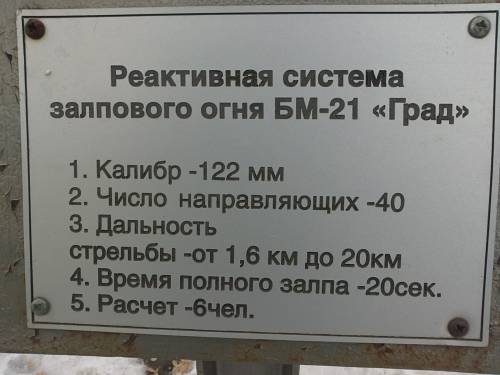 Реактивная система
залпового огня БМ-21 «Град»
1. Калибр -122 мм
2. Число направляющих -40
3. Дальность
стрельбы -от 1,6 км до 20км
4. Время полного залпа -20сек.
5. Расчет -6чел.